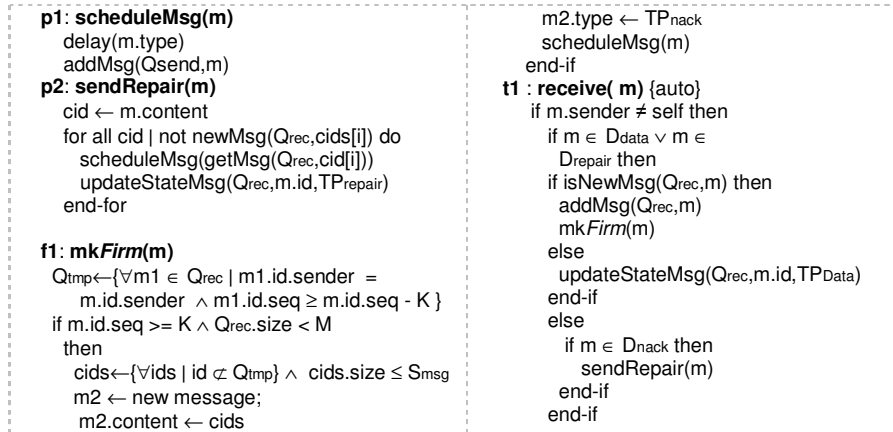 p1: scheduleMsg(m)
delay(m.type)
addMsg(Qsend,m)
p2: sendRepair(m)
cid ← m.content
for all cid | not newMsg(Qrec,cids[i]) do
scheduleMsg(getMsg(Qrec,cid[i]))
updateStateMsg(Qrec,m.id,TPrepair)
end-for
f1: mkFirm(m)
Qtmp←{∀m1 ∈ Qrec | m1.id.sender =
m.id.sender ∧ m1.id.seq ≥ m.id.seq - K }
if m.id.seq >= K ∧ Qrec.size < M
then
cids←{∀ids | id ⊄ Qtmp} ∧ cids.size ≤ Smsg
m2 ← new message;
m2.content ← cids
m2.type ← TPnack
scheduleMsg(m)
end-if
t1 : receive( m) {auto}
if m.sender ≠ self then
if m ∈ Ddata ∨ m ∈
Drepair then
if isNewMsg(Qrec,m) then
addMsg(Qrec,m)
mkFirm(m)
else
updateStateMsg(Qrec,m.id,TPData)
end-if
else
if m ∈ Dnack then
sendRepair(m)
end-if
end-if